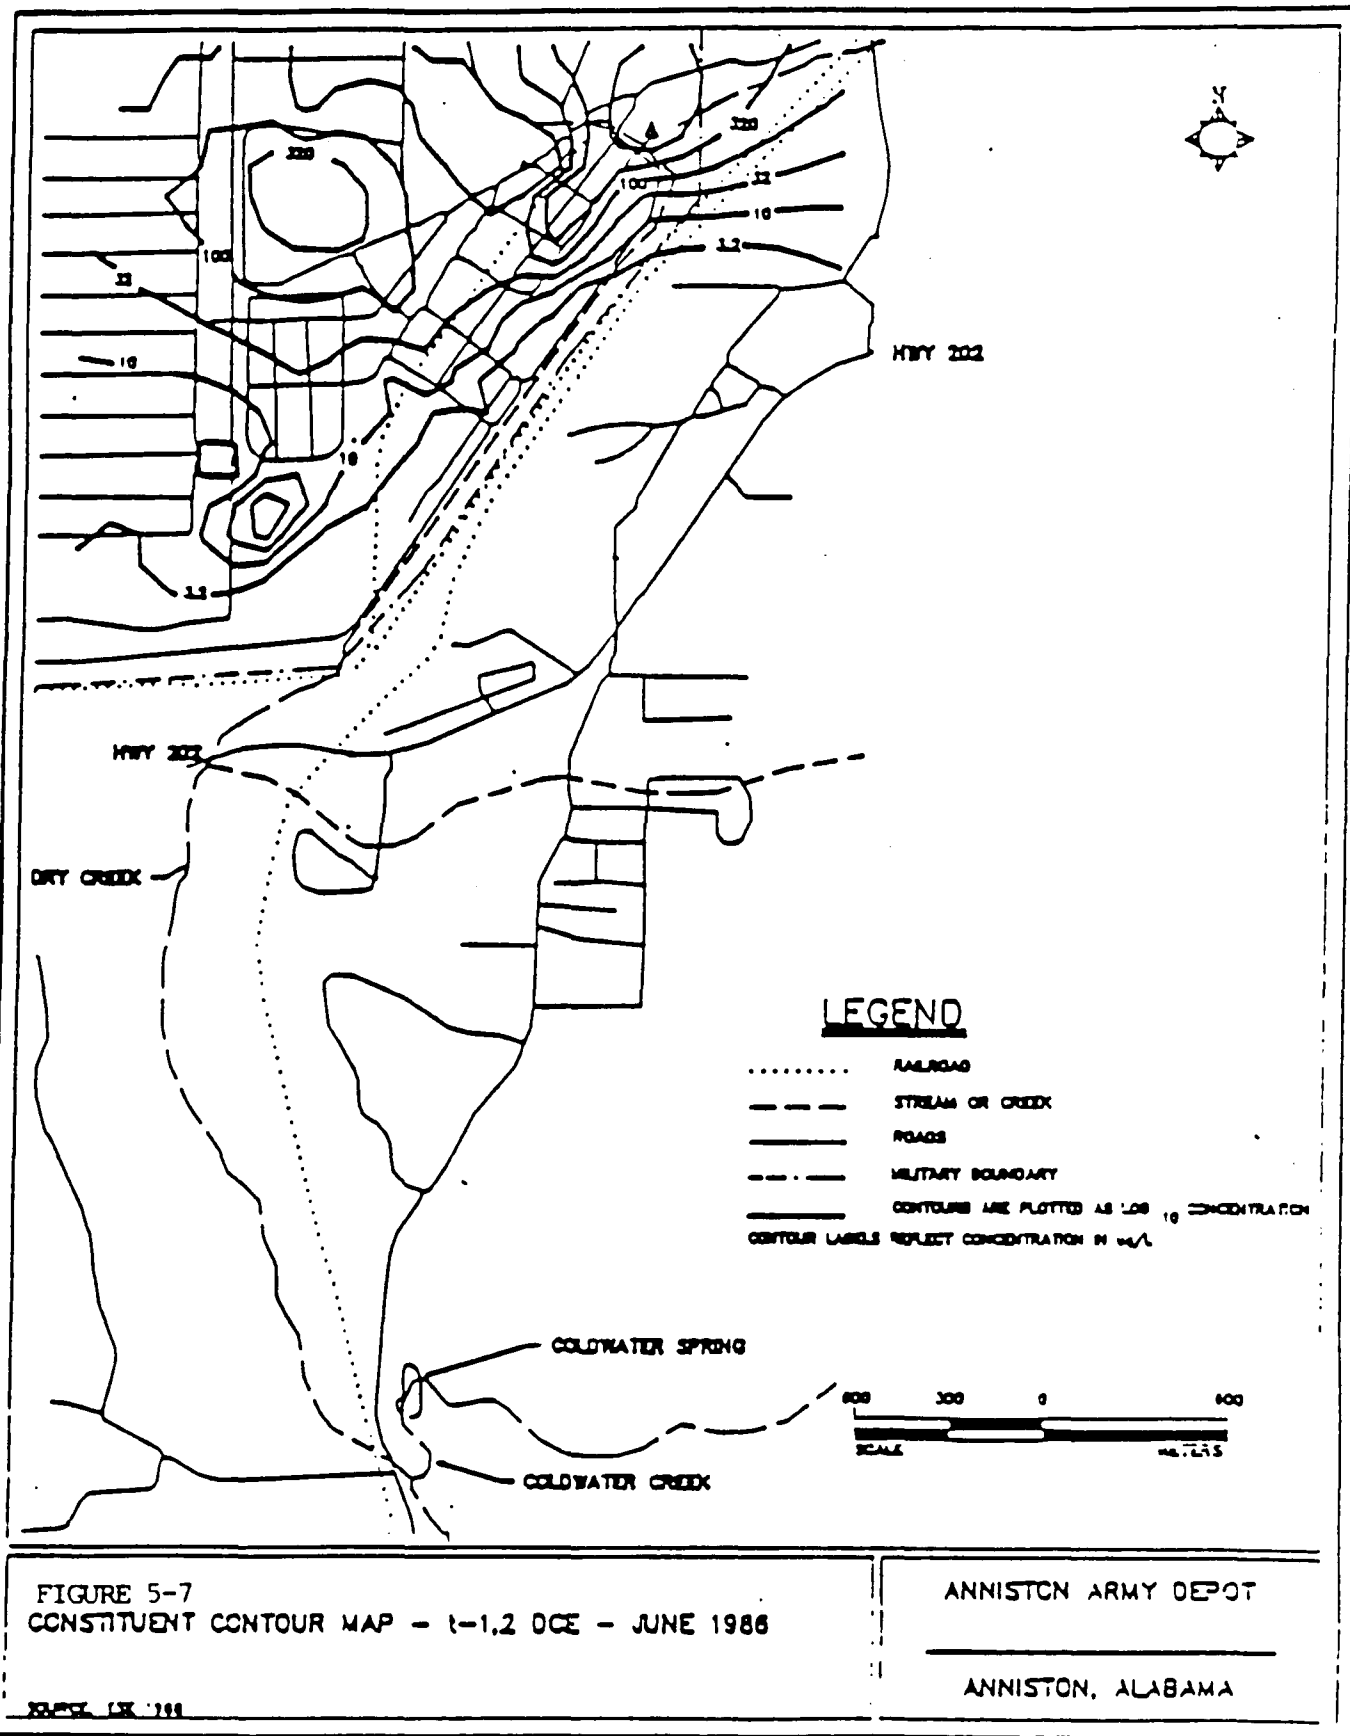 N
320
320
100
32
10
3.2
100
32
10
10
3.2
HWY 202
HWY 202
DRY CREEK
LEGEND
RAILROAD
STREAM OR CREEK
ROADS
MILITARY BOUNDARY
CONTOURS ARE PLOTTED AS LOG 10 CONCENTRATION
CONTOUR LABELS REFLECT CONCENTRATION IN ug/L
COLDWATER SPRING
600 300 0 600
SCALE METERS
COLDWATER CREEK
FIGURE 5-7
CONSTITUENT CONTOUR MAP - t-1,2 DCE - JUNE 1986
ANNISTON ARMY DEPOT
ANNISTON, ALABAMA
SOURCE: